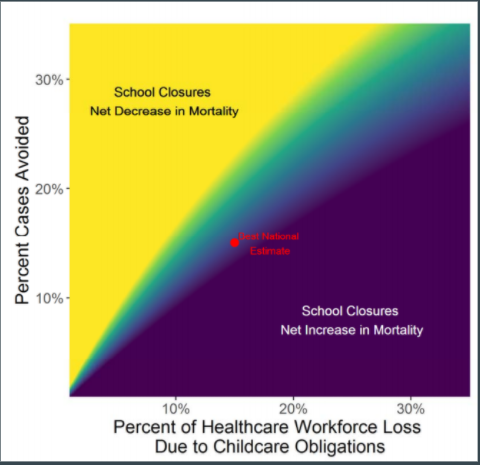 30%
20%
10%
Percent Cases Avoided
School Closures
Net Decrease in Mortality
Best National
Estimate
School Closures
Net Increase in Mortality
10%
20%
30%
Percent of Healthcare Workforce Loss
Due to Childcare Obligations